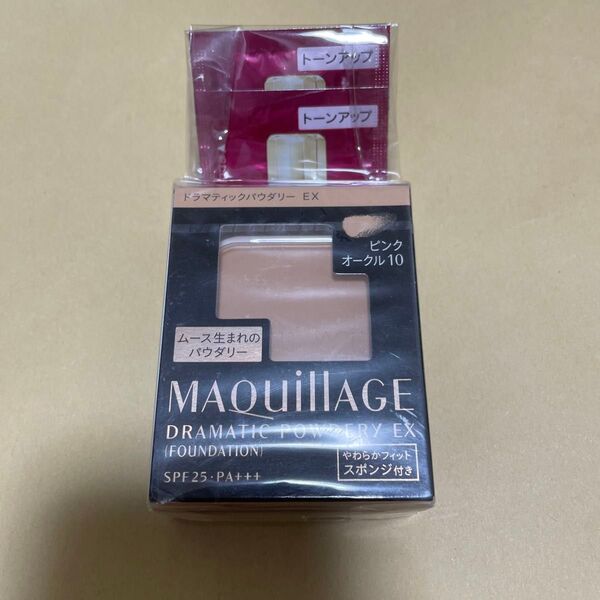 トーンアップ
トーンアップ
ドラマティックパウダリー EX
ピンク
オークル10
ムース生まれの
パウダリー
MAQuillAGE
DRAMATIC POWDERY EX
(FOUNDATION)
やわらかフィット
スポンジ付き
SPF25・PA+++